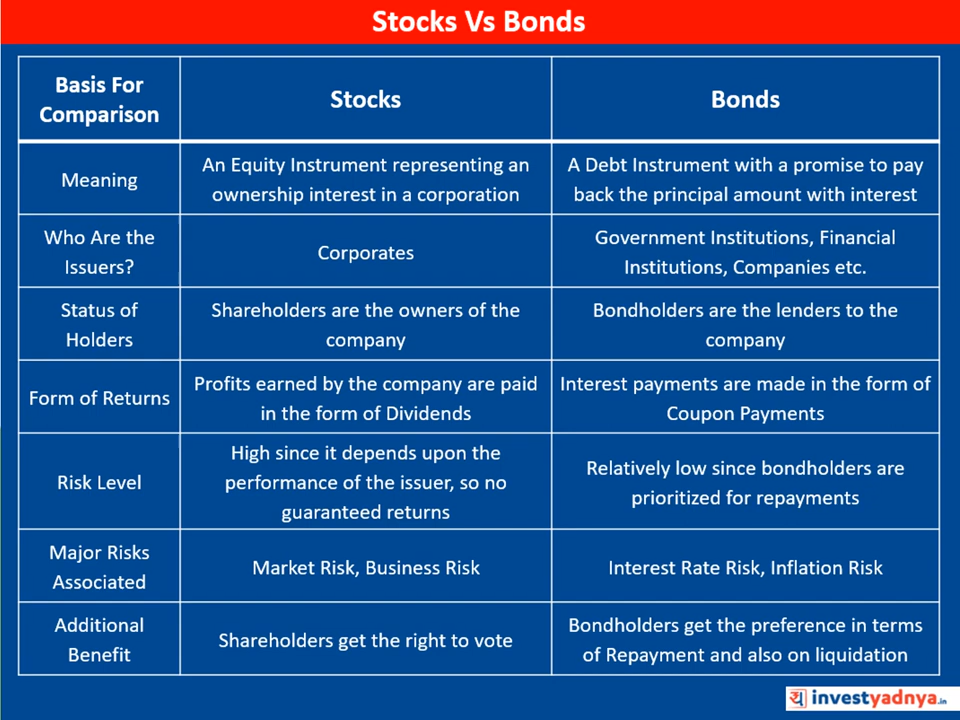 Stocks Vs Bonds
Basis For
Comparison
Stocks
Bonds
Meaning
An Equity Instrument representing an
ownership interest in a corporation
A Debt Instrument with a promise to pay
back the principal amount with interest
Who Are the
Issuers?
Corporates
Government Institutions, Financial
Institutions, Companies etc.
Status of
Holders
Shareholders are the owners of the
company
Bondholders are the lenders to the
company
Form of Returns
Profits earned by the company are paid
in the form of Dividends
Interest payments are made in the form of
Coupon Payments
Risk Level
High since it depends upon the
performance of the issuer, so no
guaranteed returns
Relatively low since bondholders are
prioritized for repayments
Major Risks
Associated
Market Risk, Business Risk
Interest Rate Risk, Inflation Risk
Additional
Benefit
Shareholders get the right to vote
Bondholders get the preference in terms
of Repayment and also on liquidation
investyadnya.in